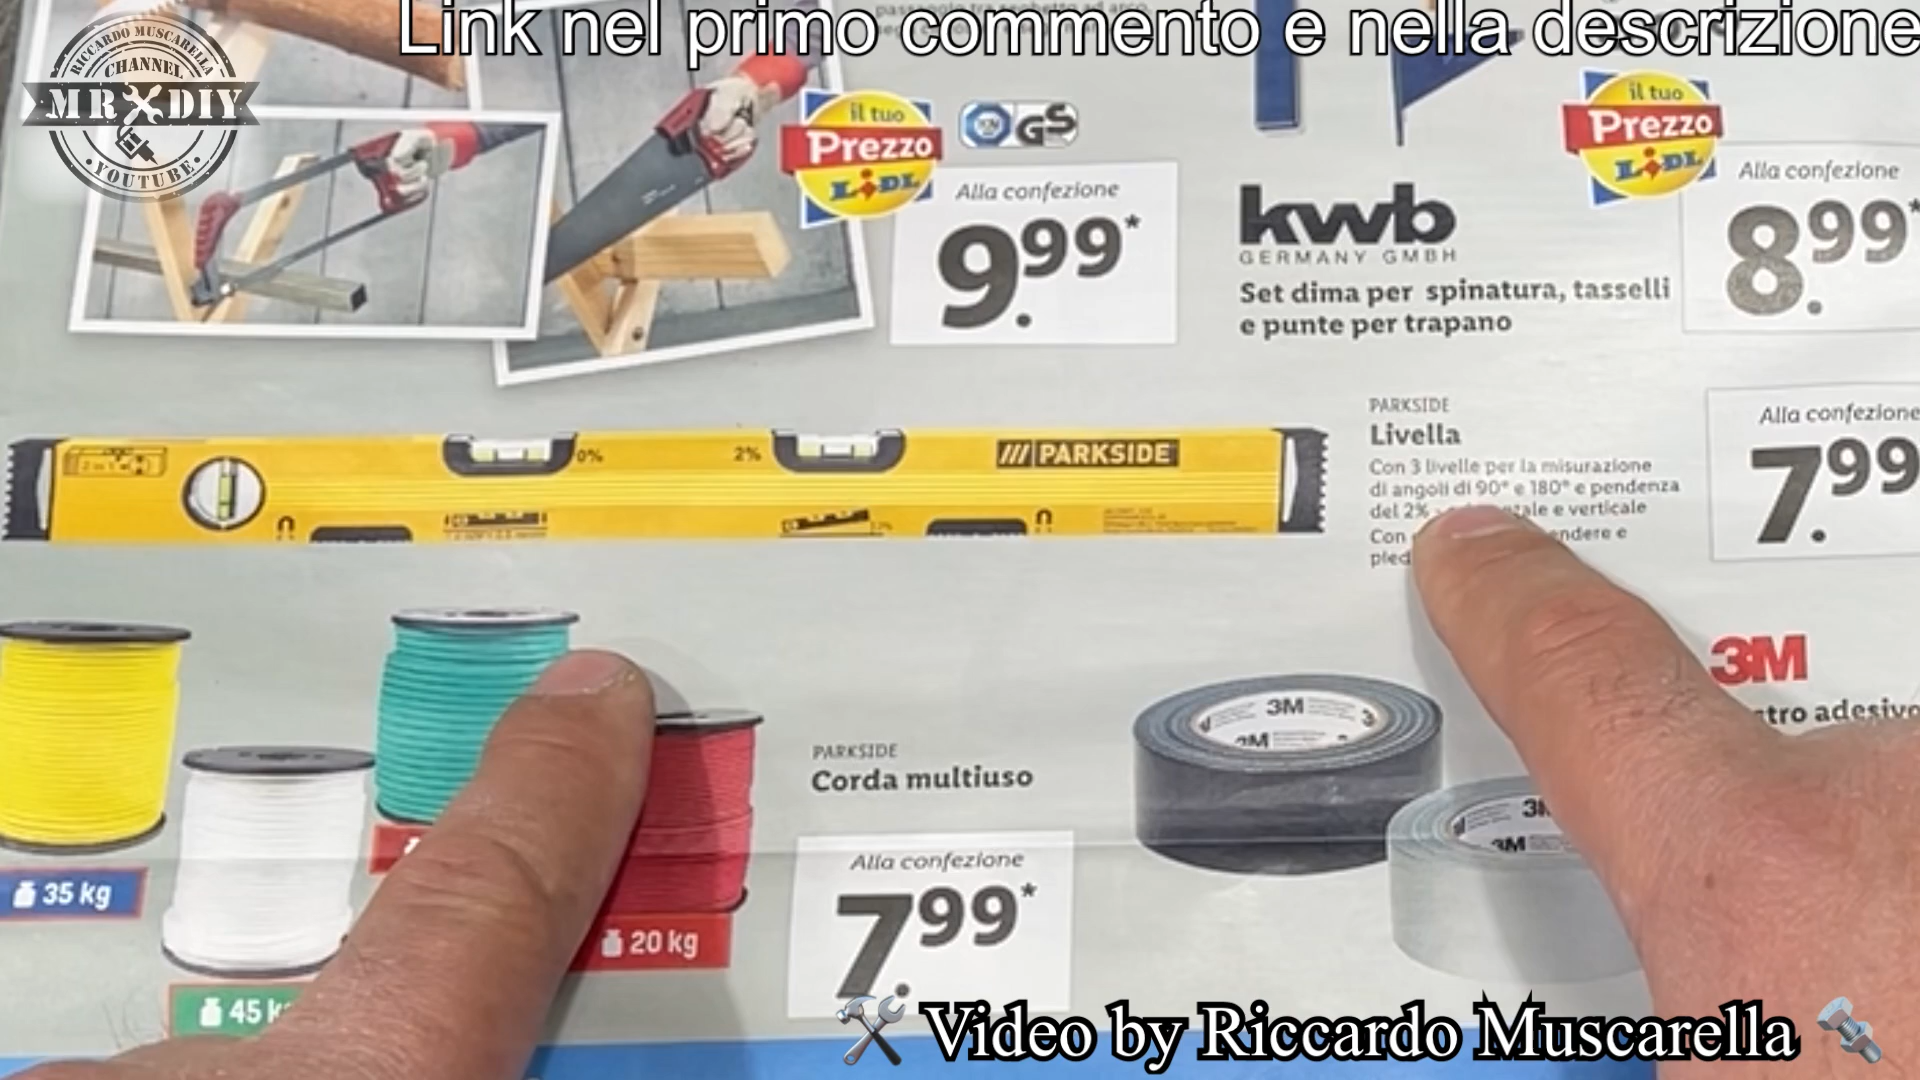 Link nel primo commento e nella descrizione
RICCARDO MUSCARELLA
CHANNEL
MR DIY
YOUTUBE
il tuo
Prezzo
LIDL
GS
Alla confezione
9.99*
kwb
GERMANY GMBH
Set dima per spinatura, tasselli
e punte per trapano
il tuo
Prezzo
LIDL
Alla confezione
8.99*
0%
2%
PARKSIDE
PARKSIDE
Livella
Con 3 livelle per la misurazione
di angoli di 90° e 180° e pendenza
del 2% e verticale
Con
Alla confezione
7.99
35 kg
45
20 kg
PARKSIDE
Corda multiuso
Alla confezione
7.99*
3M
3M
3M
3M
adesivo
Video by Riccardo Muscarella